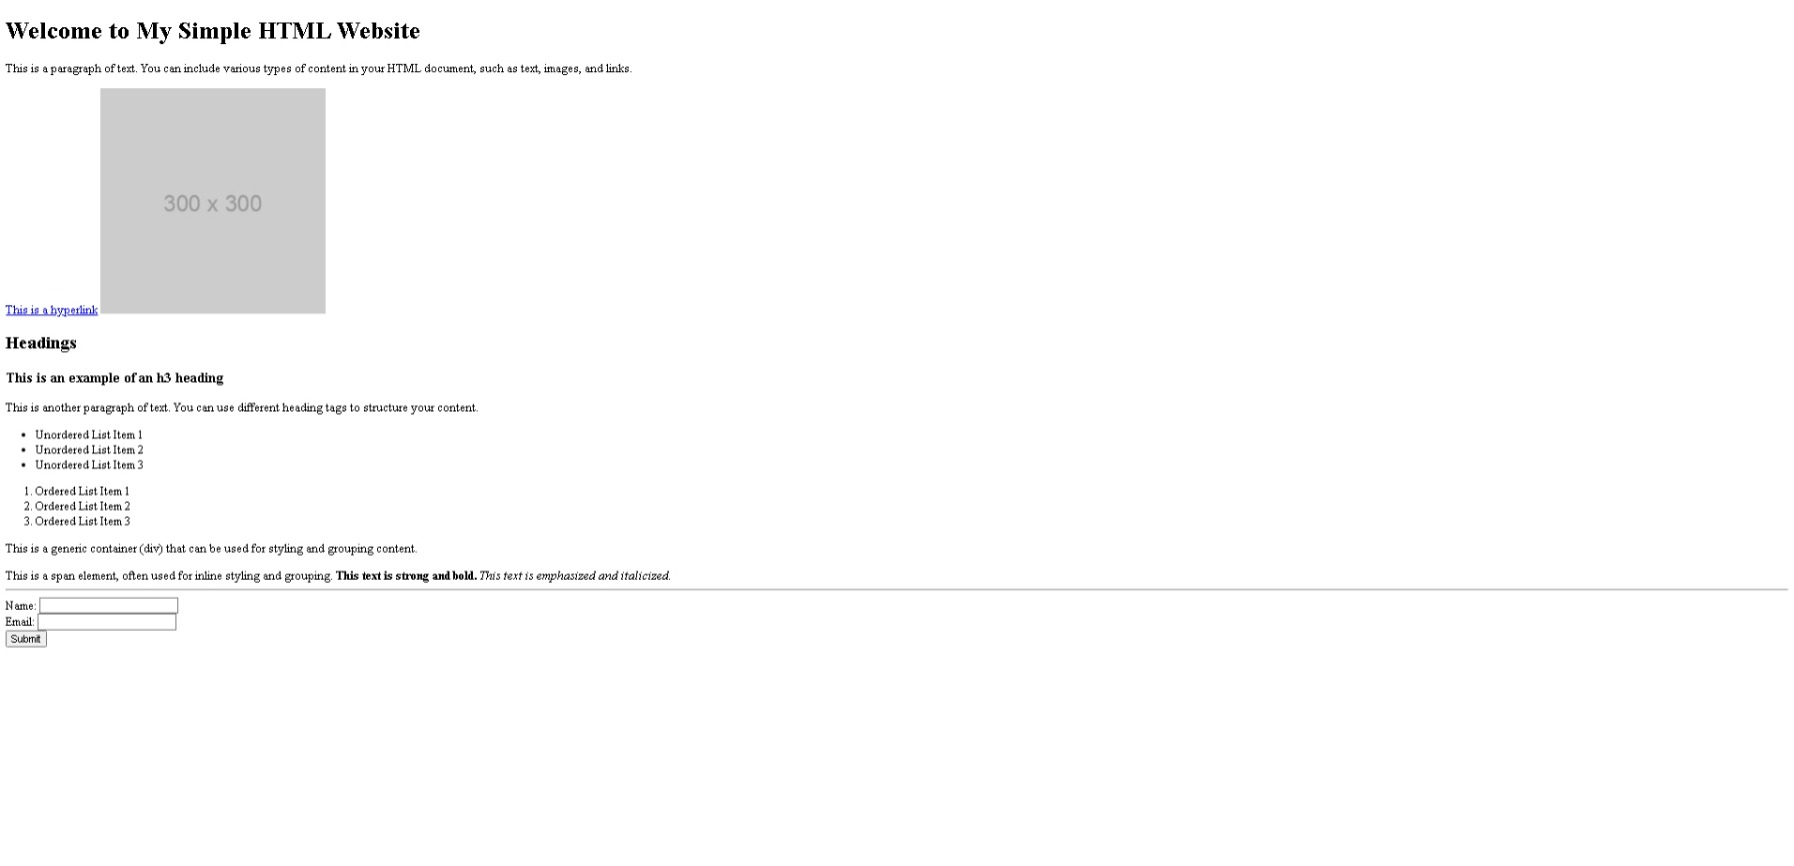 Welcome to My Simple HTML Website
This is a paragraph of text. You can include various types of content in your HTML document, such as text, images, and links.
300 x 300
This is a hyperlink
Headings
This is an example of an h3 heading
This is another paragraph of text. You can use different heading tags to structure your content.
• Unordered List Item 1
• Unordered List Item 2
• Unordered List Item 3
1. Ordered List Item 1
2. Ordered List Item 2
3. Ordered List Item 3
This is a generic container (div) that can be used for styling and grouping content.
This is a span element, often used for inline styling and grouping. This text is strong and bold. This text is emphasized and italicized.
Name:
Email:
Submit